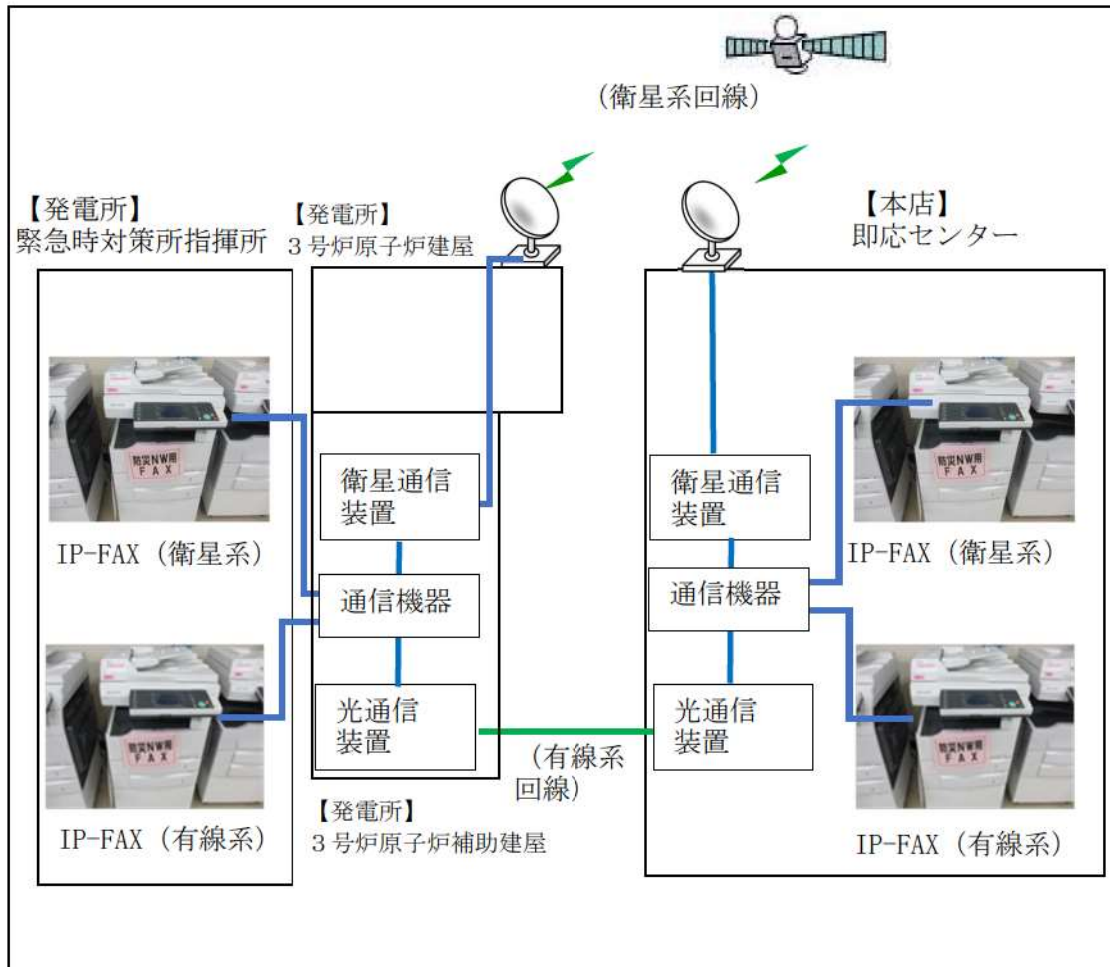 （衛星系回線）
【発電所】
緊急時対策所指揮所
【発電所】
３号炉原子炉建屋
【本店】
即応センター
防災NW用
ＦＡＸ
IP-FAX（衛星系）
防災NW用
ＦＡＸ
IP-FAX（有線系）
衛星通信
装置
通信機器
光通信
装置
（有線系
回線）
【発電所】
３号炉原子炉補助建屋
衛星通信
装置
通信機器
光通信
装置
防災NW用
ＦＡＸ
IP-FAX（衛星系）
防災NW用
ＦＡＸ
IP-FAX（有線系）